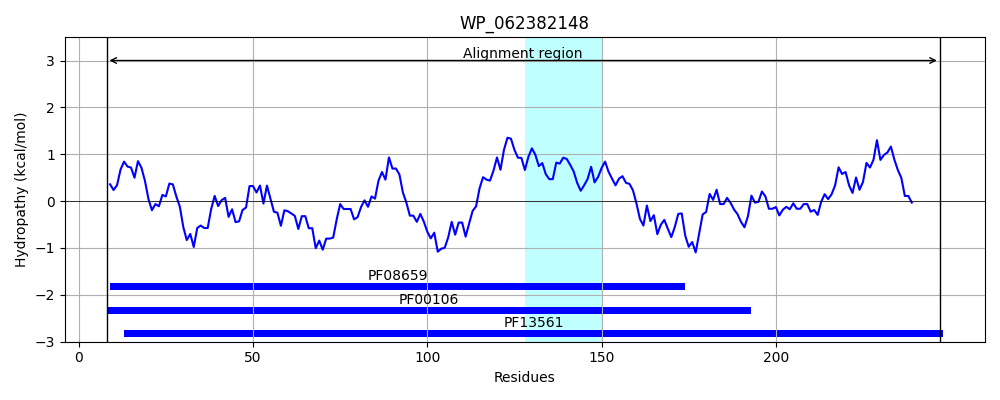 WP_062382148
Alignment region
Hydropathy (kcal/mol)
3
2
1
0
−1
−2
−3
PF08659
PF00106
PF13561
0
50
100
150
200
Residues